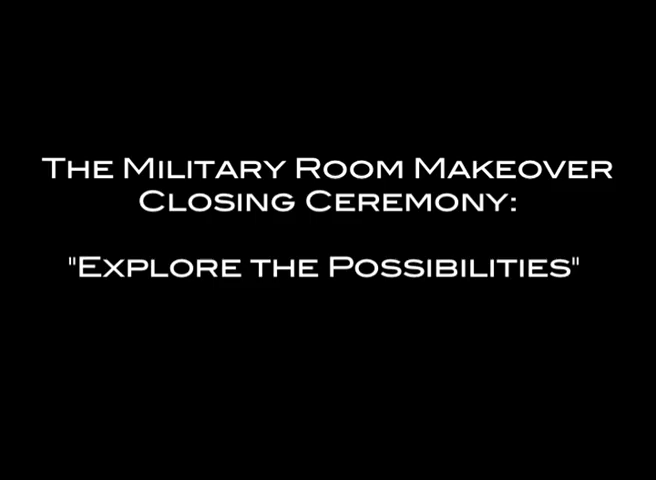 The Military Room Makeover
Closing Ceremony:
"Explore the Possibilities"